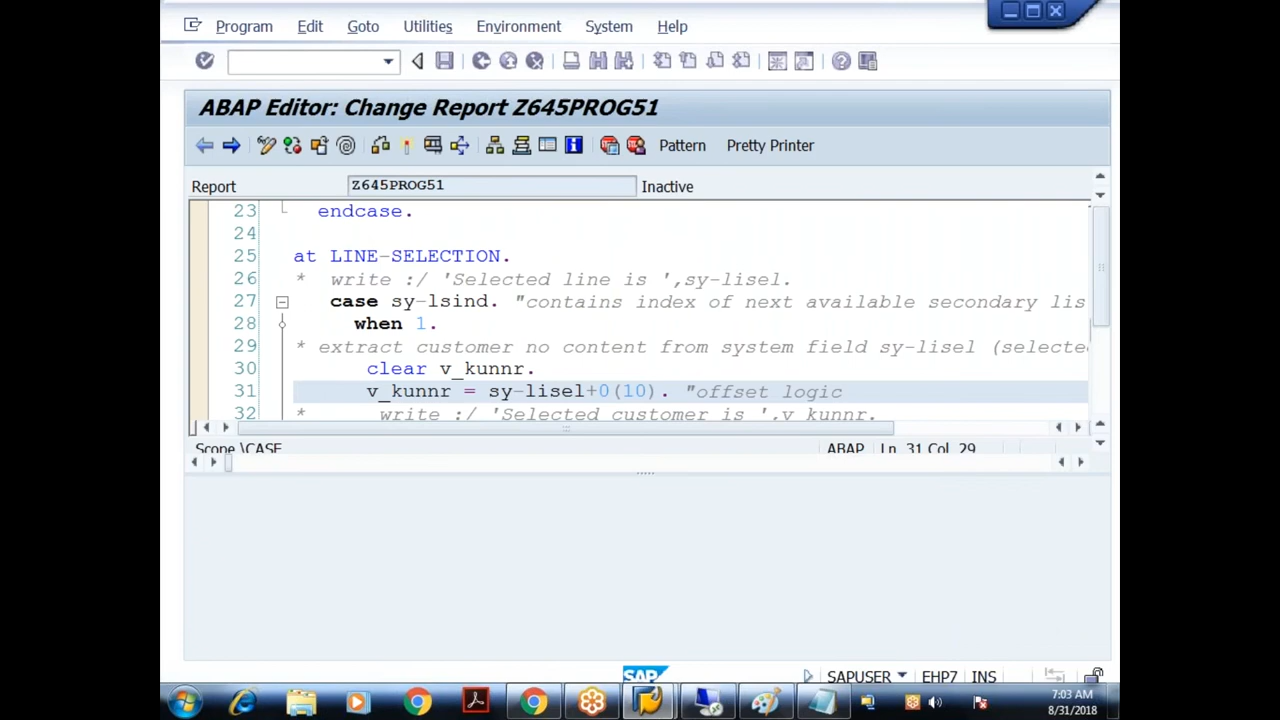 Program Edit Goto Utilities Environment System Help
ABAP Editor: Change Report Z645PROG51
Pattern Pretty Printer
Report Z645PROG51 Inactive
23 endcase.
24
25 at LINE-SELECTION.
26 * write :/ 'Selected line is ',sy-lisel.
27 case sy-lsind. "contains index of next available secondary lis
28 when 1.
29 * extract customer no content from system field sy-lisel (selecte
30 clear v_kunnr.
31 v_kunnr = sy-lisel+0(10). "offset logic
32 * write :/ 'Selected customer is ',v_kunnr.
Scope \CASE ABAP Ln 31 Col 29
SAP SAPUSER EHP7 INS
7:03 AM
8/31/2018